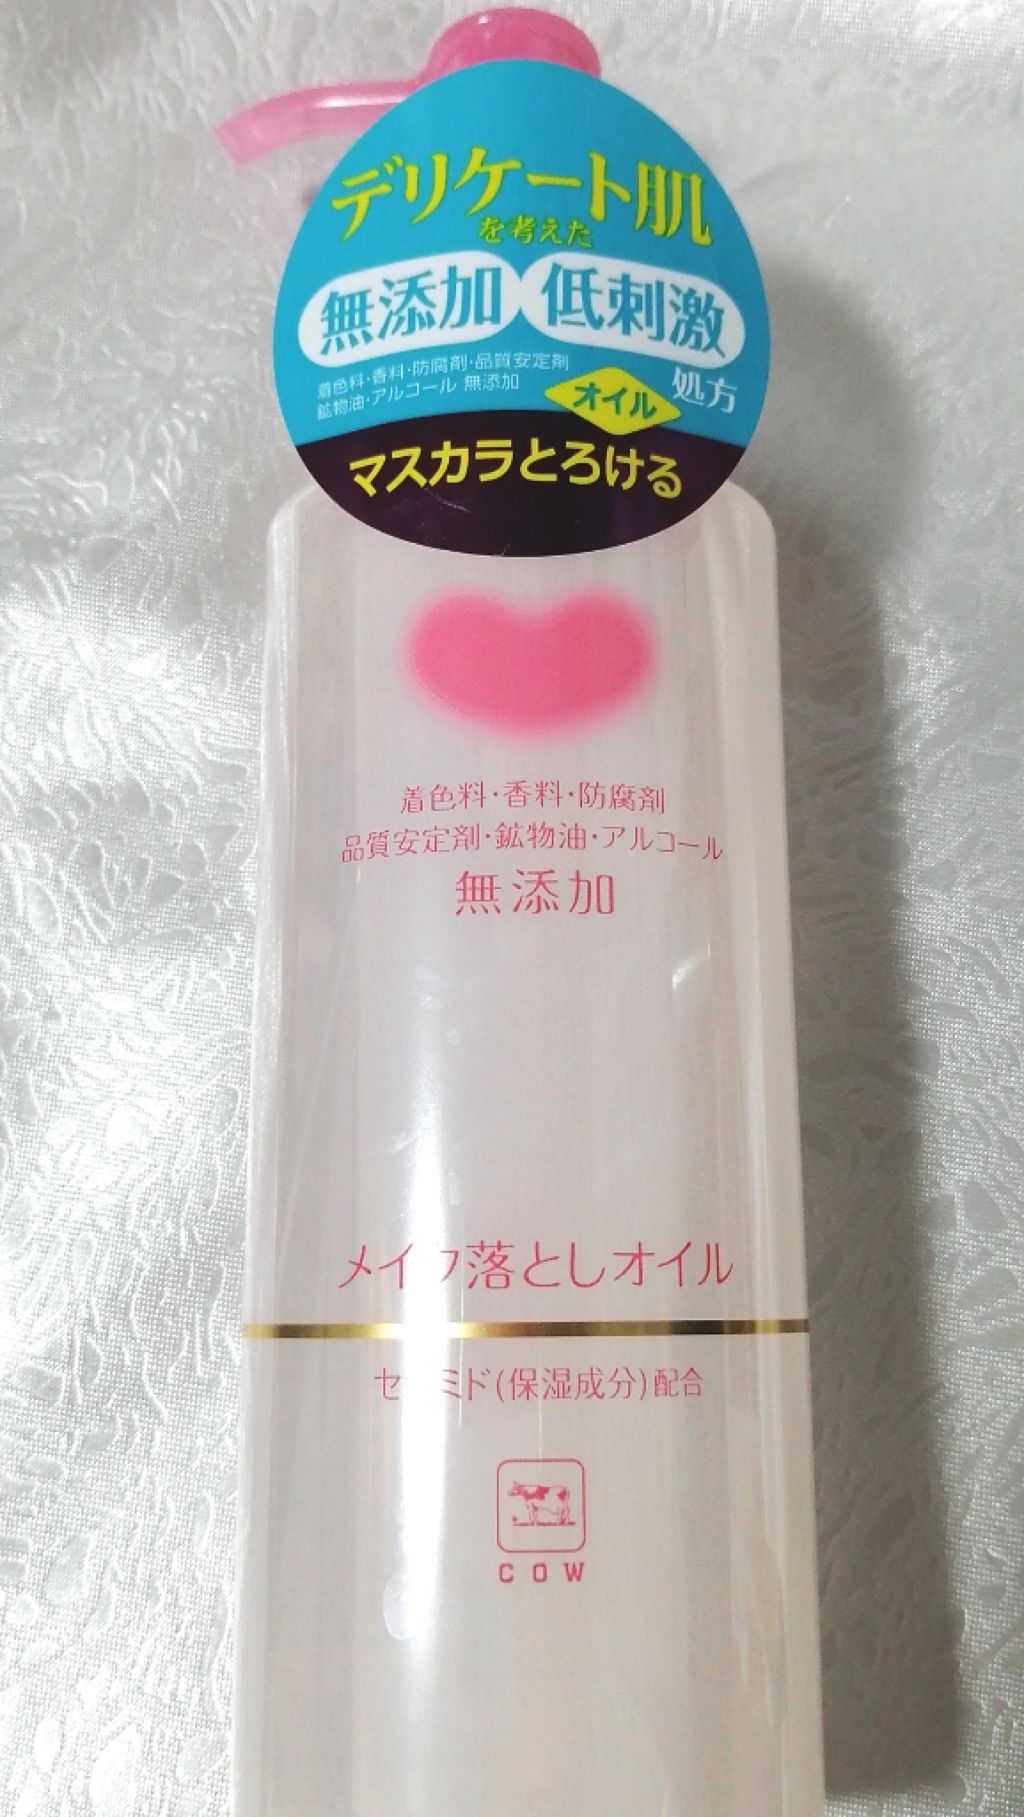 デリケート肌
を考えた
無添加 低刺激
処方
着色料・香料・防腐剤・品質安定剤
鉱物油・アルコール 無添加
オイル
マスカラとろける
着色料・香料・防腐剤
品質安定剤・鉱物油・アルコール
無添加
メイク落としオイル
セラミド(保湿成分)配合
COW